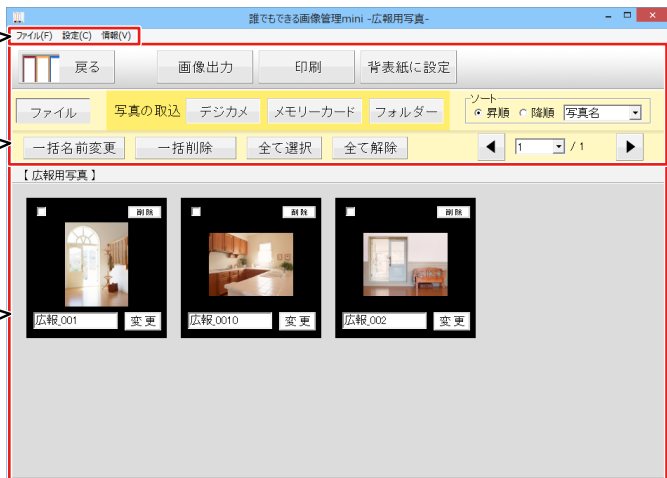 誰でもできる画像管理mini -広報用写真-
ファイル(F) 設定(C) 情報(V)
戻る 画像出力 印刷 背表紙に設定
ファイル 写真の取込 デジカメ メモリーカード フォルダー
ソート
昇順 降順 写真名
一括名前変更 一括削除 全て選択 全て解除 1 / 1
【 広報用写真 】
削除 削除 削除
広報_001 変更 広報_0010 変更 広報_002 変更